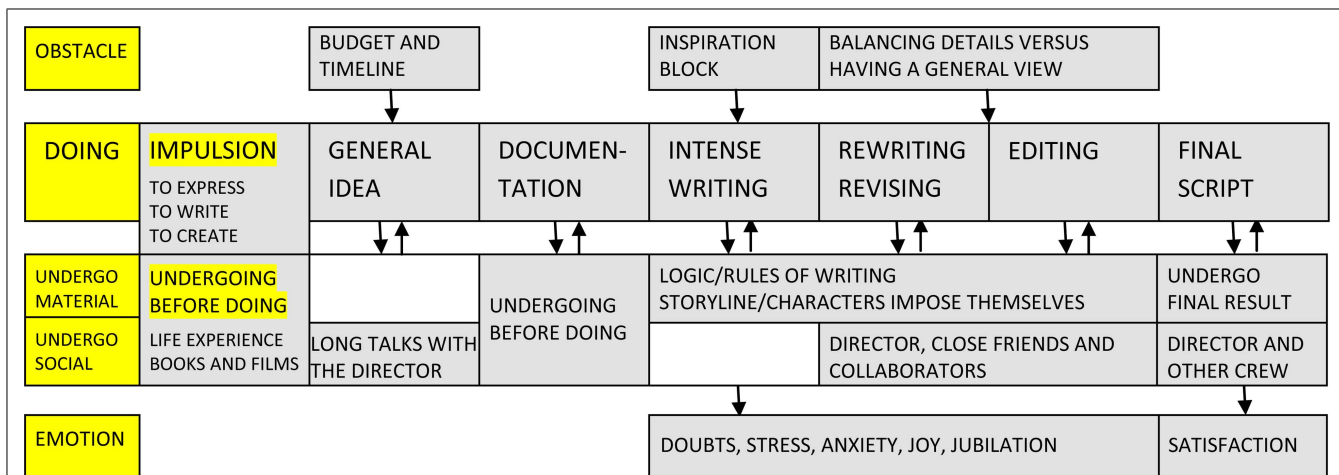 OBSTACLE
BUDGET AND
TIMELINE
INSPIRATION
BLOCK
BALANCING DETAILS VERSUS
HAVING A GENERAL VIEW
DOING
IMPULSION
TO EXPRESS
TO WRITE
TO CREATE
GENERAL
IDEA
DOCUMEN-
TATION
INTENSE
WRITING
REWRITING
REVISING
EDITING
FINAL
SCRIPT
UNDERGO
MATERIAL
UNDERGOING
BEFORE DOING
LOGIC/RULES OF WRITING
STORYLINE/CHARACTERS IMPOSE THEMSELVES
UNDERGO
FINAL RESULT
UNDERGO
SOCIAL
LIFE EXPERIENCE
BOOKS AND FILMS
LONG TALKS WITH
THE DIRECTOR
UNDERGOING
BEFORE DOING
DIRECTOR, CLOSE FRIENDS AND
COLLABORATORS
DIRECTOR AND
OTHER CREW
EMOTION
DOUBTS, STRESS, ANXIETY, JOY, JUBILATION
SATISFACTION